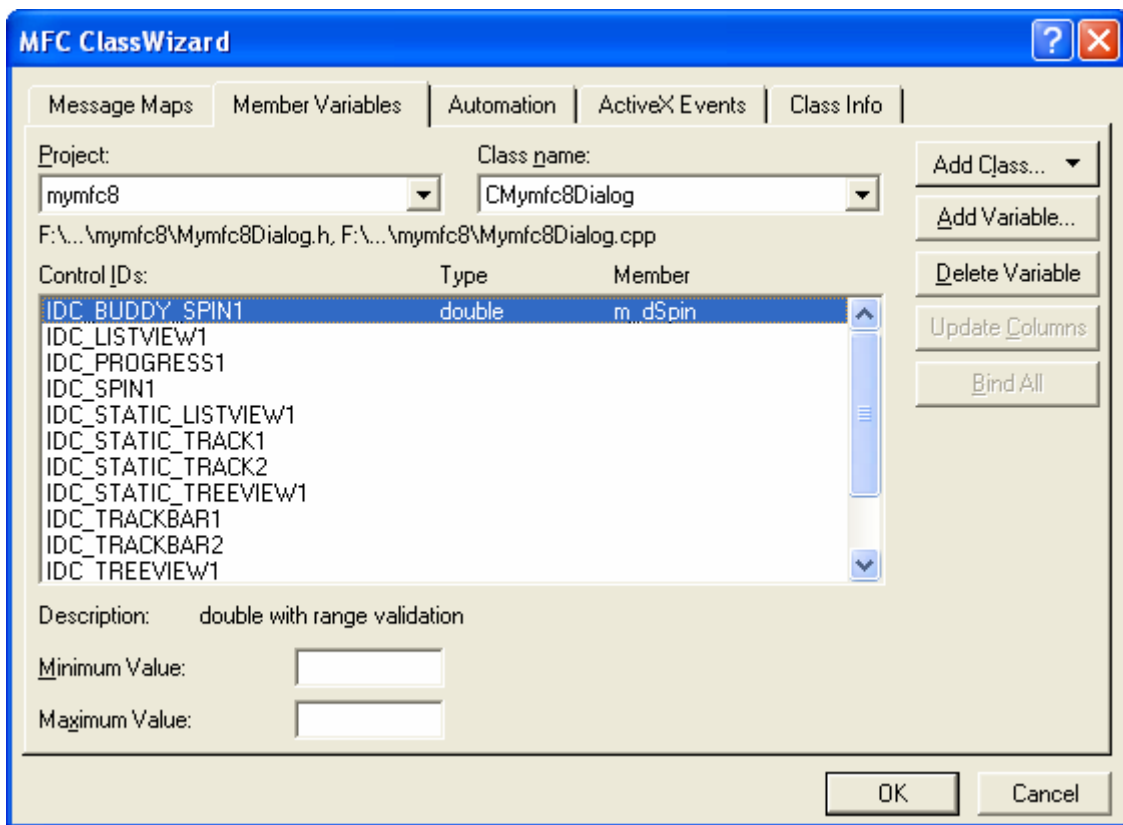 MFC ClassWizard
Message Maps Member Variables Automation ActiveX Events Class Info
Project: Class name:
mymfc8 CMymfc8Dialog
Add Class...
F:\...\mymfc8\Mymfc8Dialog.h, F:\...\mymfc8\Mymfc8Dialog.cpp
Add Variable...
Control IDs: Type Member
Delete Variable
IDC_BUDDY_SPIN1 double m_dSpin
IDC_LISTVIEW1
Update Columns
IDC_PROGRESS1
IDC_SPIN1
Bind All
IDC_STATIC_LISTVIEW1
IDC_STATIC_TRACK1
IDC_STATIC_TRACK2
IDC_STATIC_TREEVIEW1
IDC_TRACKBAR1
IDC_TRACKBAR2
IDC_TREEVIEW1
Description: double with range validation
Minimum Value:
Maximum Value:
OK Cancel